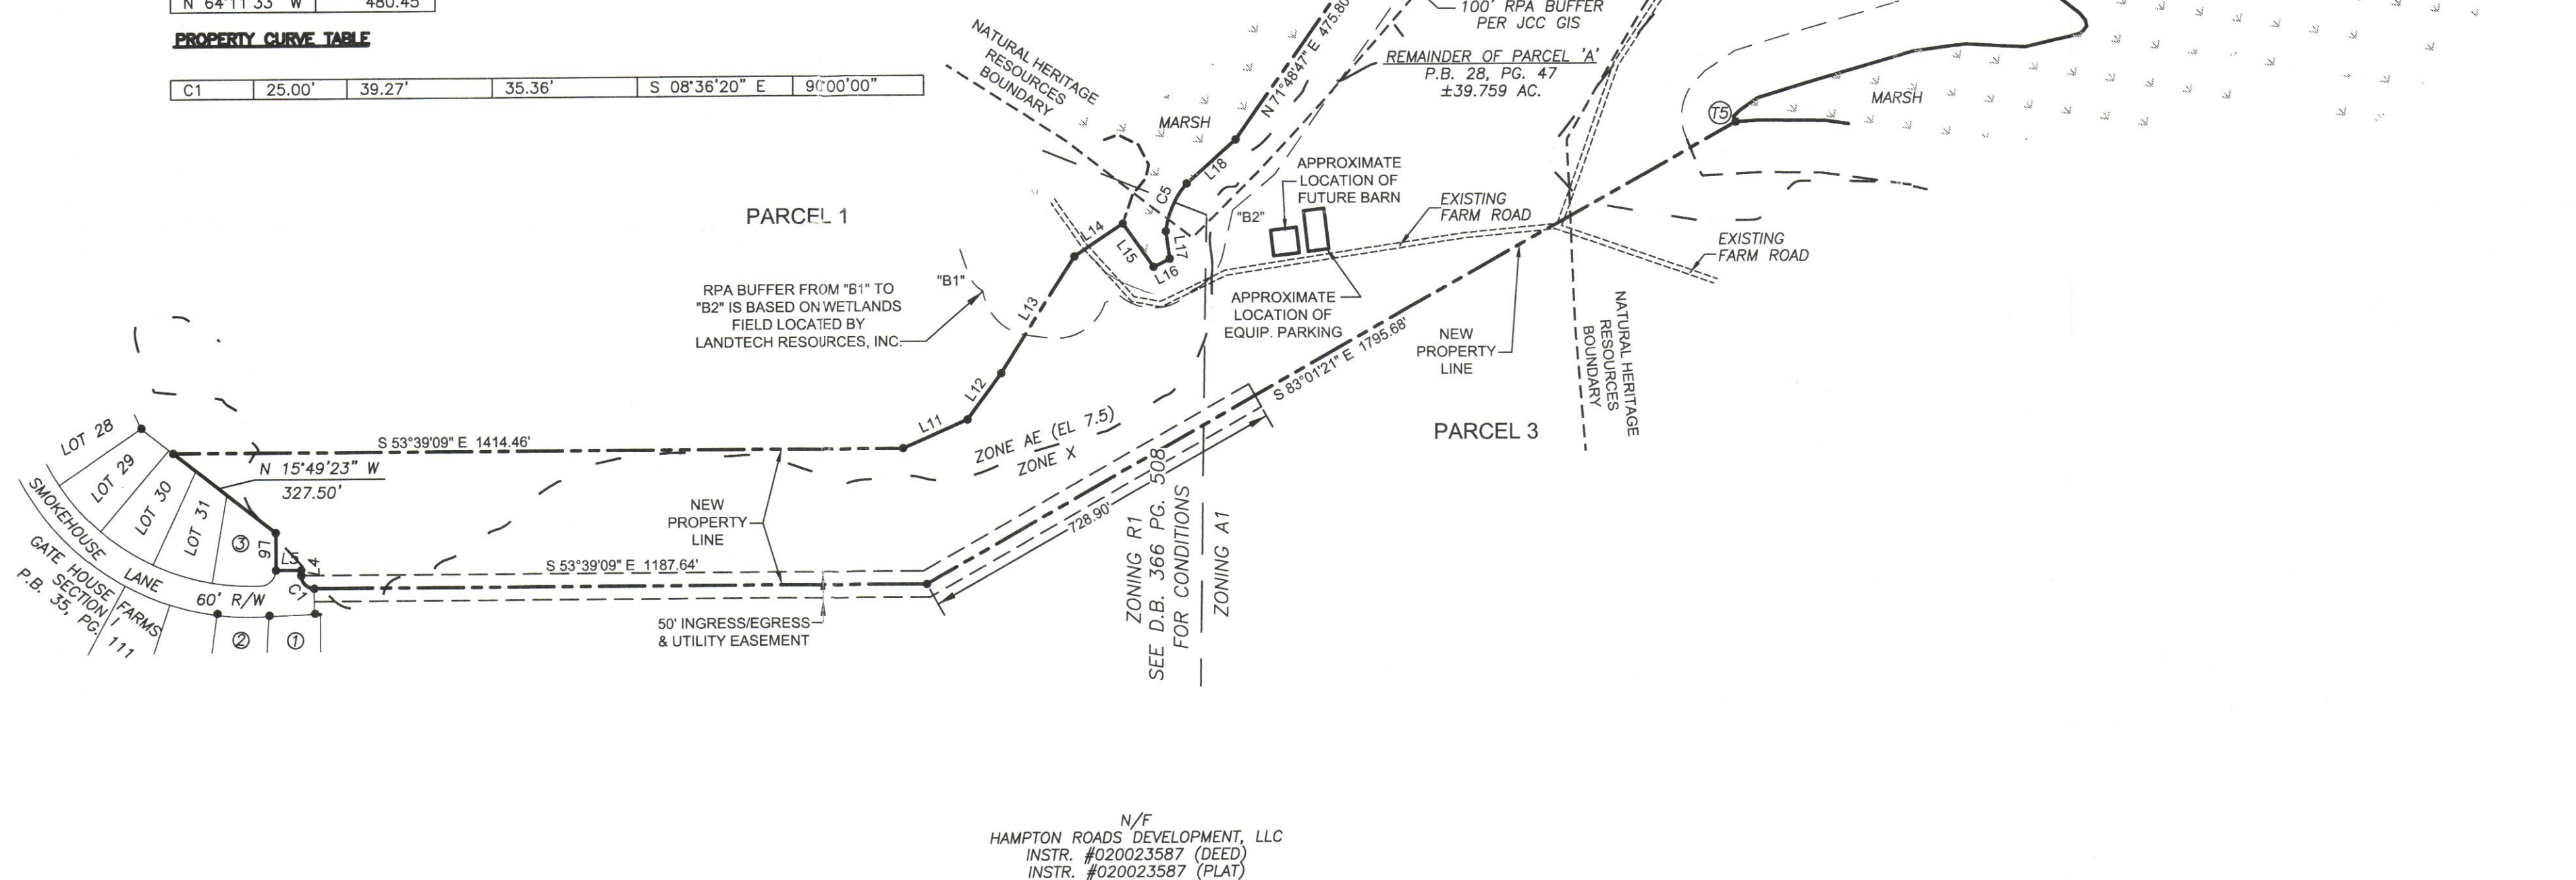 N 64°11'33" W 480.45'
PROPERTY CURVE TABLE
C1 25.00' 39.27' 35.36' S 08°36'20" E 90°00'00"
NATURAL HERITAGE
RESOURCES
BOUNDARY
MARSH
N 71°48'47" E 475.80
100' RPA BUFFER
PER JCC GIS
REMAINDER OF PARCEL 'A'
P.B. 28, PG. 47
±39.759 AC.
T5
MARSH
PARCEL 1
L18
C5
L14
L15
L17
L16
"B2"
APPROXIMATE
LOCATION OF
FUTURE BARN
EXISTING
FARM ROAD
EXISTING
FARM ROAD
"B1"
RPA BUFFER FROM "B1" TO
"B2" IS BASED ON WETLANDS
FIELD LOCATED BY
LANDTECH RESOURCES, INC.
L13
APPROXIMATE
LOCATION OF
EQUIP. PARKING
NEW
PROPERTY
LINE
NATURAL HERITAGE
RESOURCES
BOUNDARY
S 83°01'21" E 1795.68'
PARCEL 3
L12
L11
ZONE AE (EL 7.5)
ZONE X
S 53°39'09" E 1414.46'
N 15°49'23" W
327.50'
LOT 28
LOT 29
LOT 30
LOT 31
3
L6
L5
L4
C1
SMOKEHOUSE LANE
60' R/W
GATE HOUSE FARMS
SECTION I
P.B. 35, PG. 111
2
1
NEW
PROPERTY
LINE
S 53°39'09" E 1187.64'
50' INGRESS/EGRESS
& UTILITY EASEMENT
728.90'
ZONING R1
SEE D.B. 366 PG. 508
FOR CONDITIONS
ZONING A1
N/F
HAMPTON ROADS DEVELOPMENT, LLC
INSTR. #020023587 (DEED)
INSTR. #020023587 (PLAT)